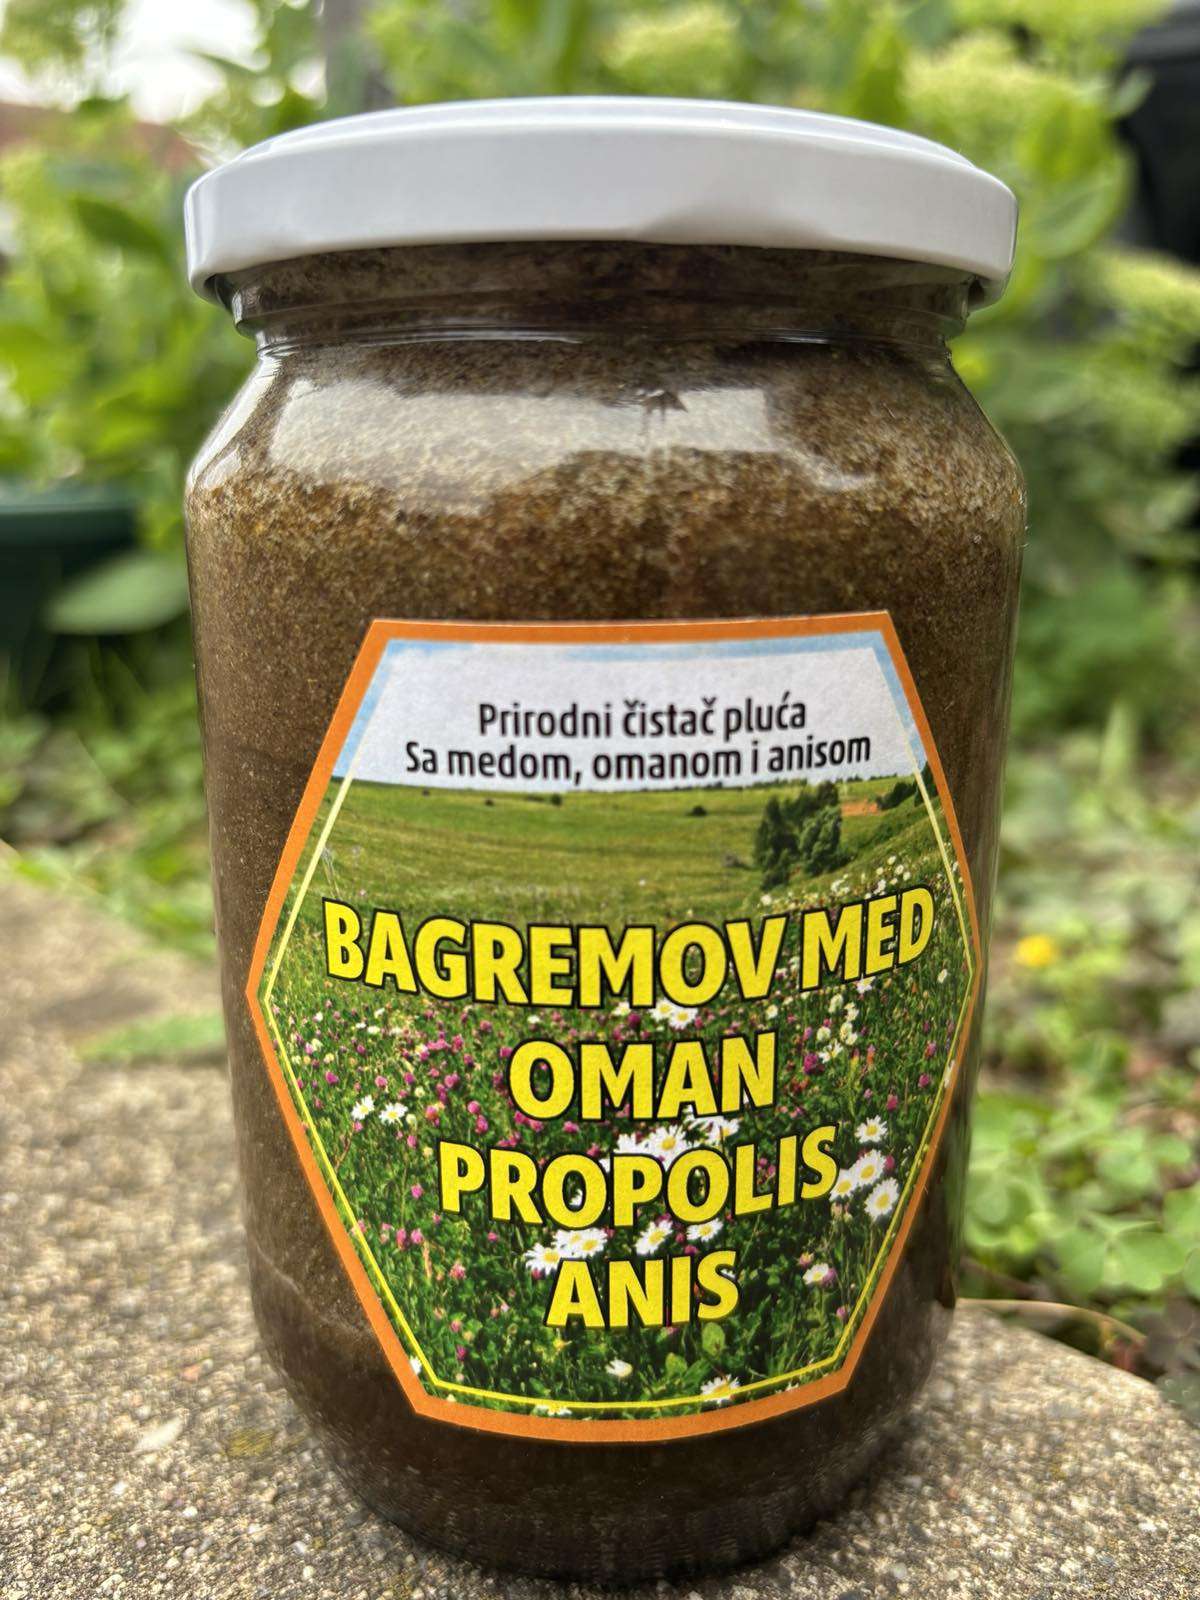 Prirodni čistač pluća
Sa medom, omanom i anisom
BAGREMOV MED
OMAN
PROPOLIS
ANIS